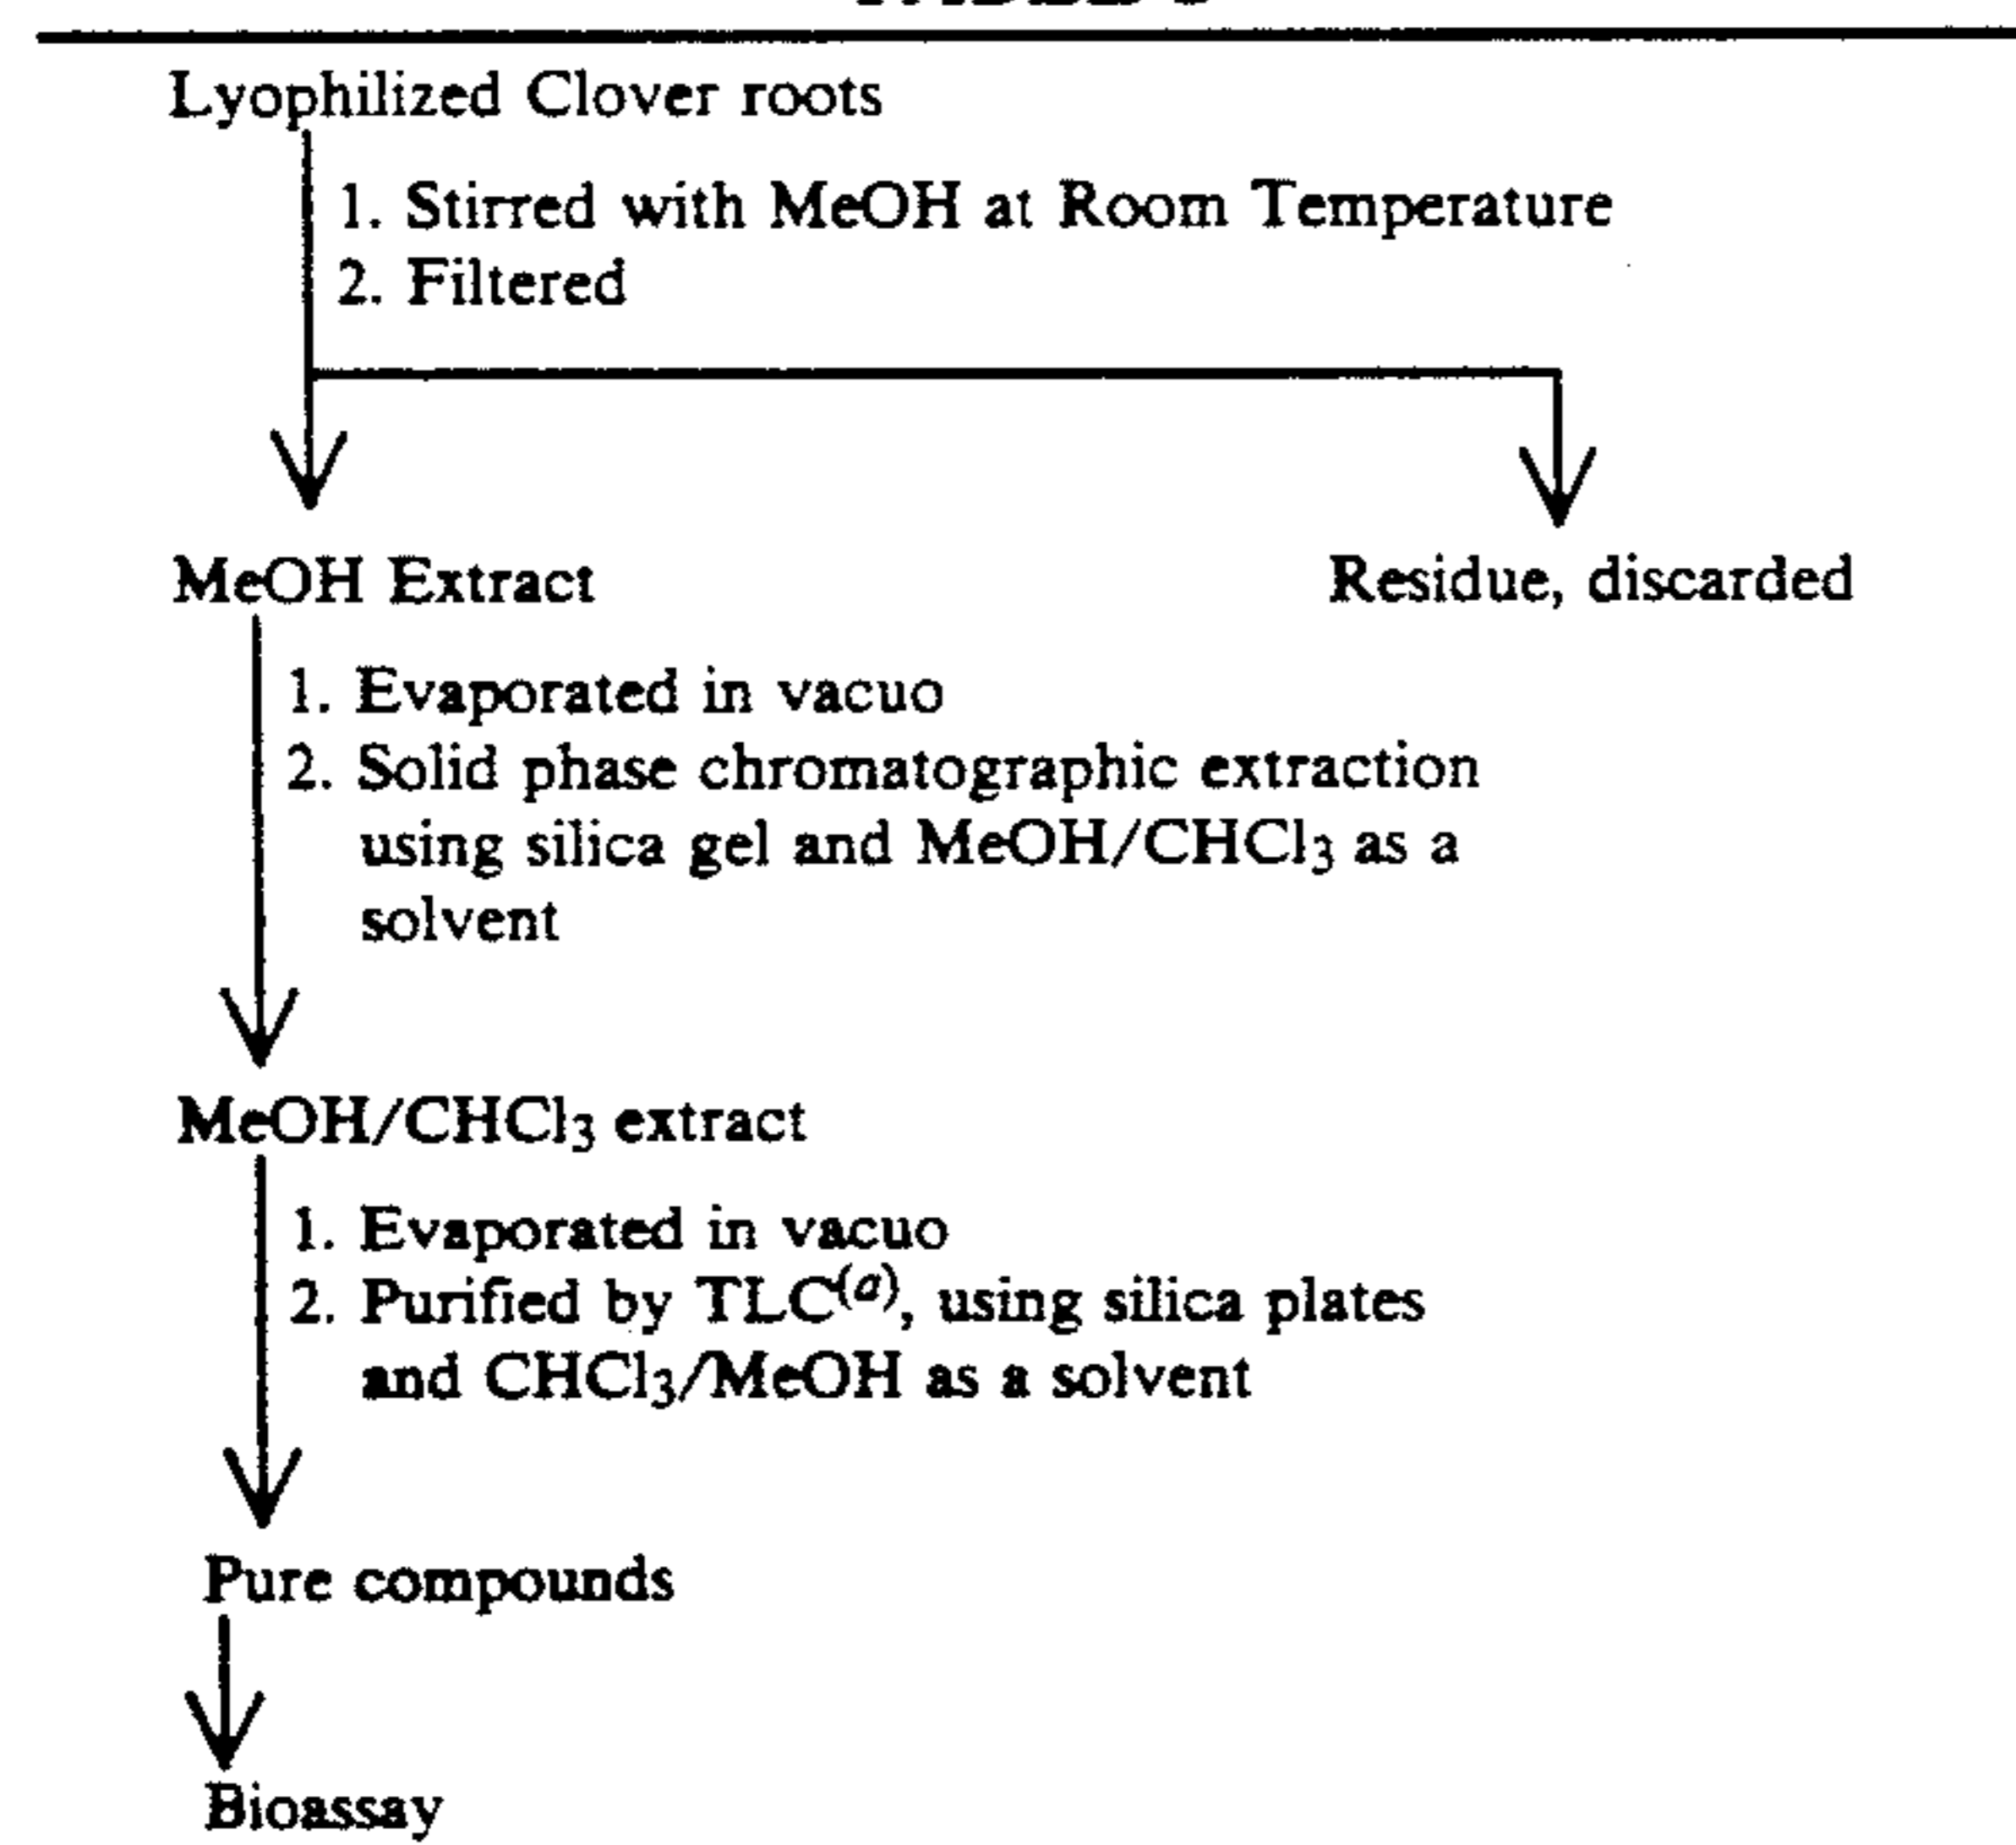 Lyophilized Clover roots
1. Stirred with MeOH at Room Temperature
2. Filtered
MeOH Extract
Residue, discarded
1. Evaporated in vacuo
2. Solid phase chromatographic extraction
using silica gel and MeOH/CHCl₃ as a
solvent
MeOH/CHCl₃ extract
1. Evaporated in vacuo
2. Purified by TLC⁽ᵃ⁾, using silica plates
and CHCl₃/MeOH as a solvent
Pure compounds
Bioassay